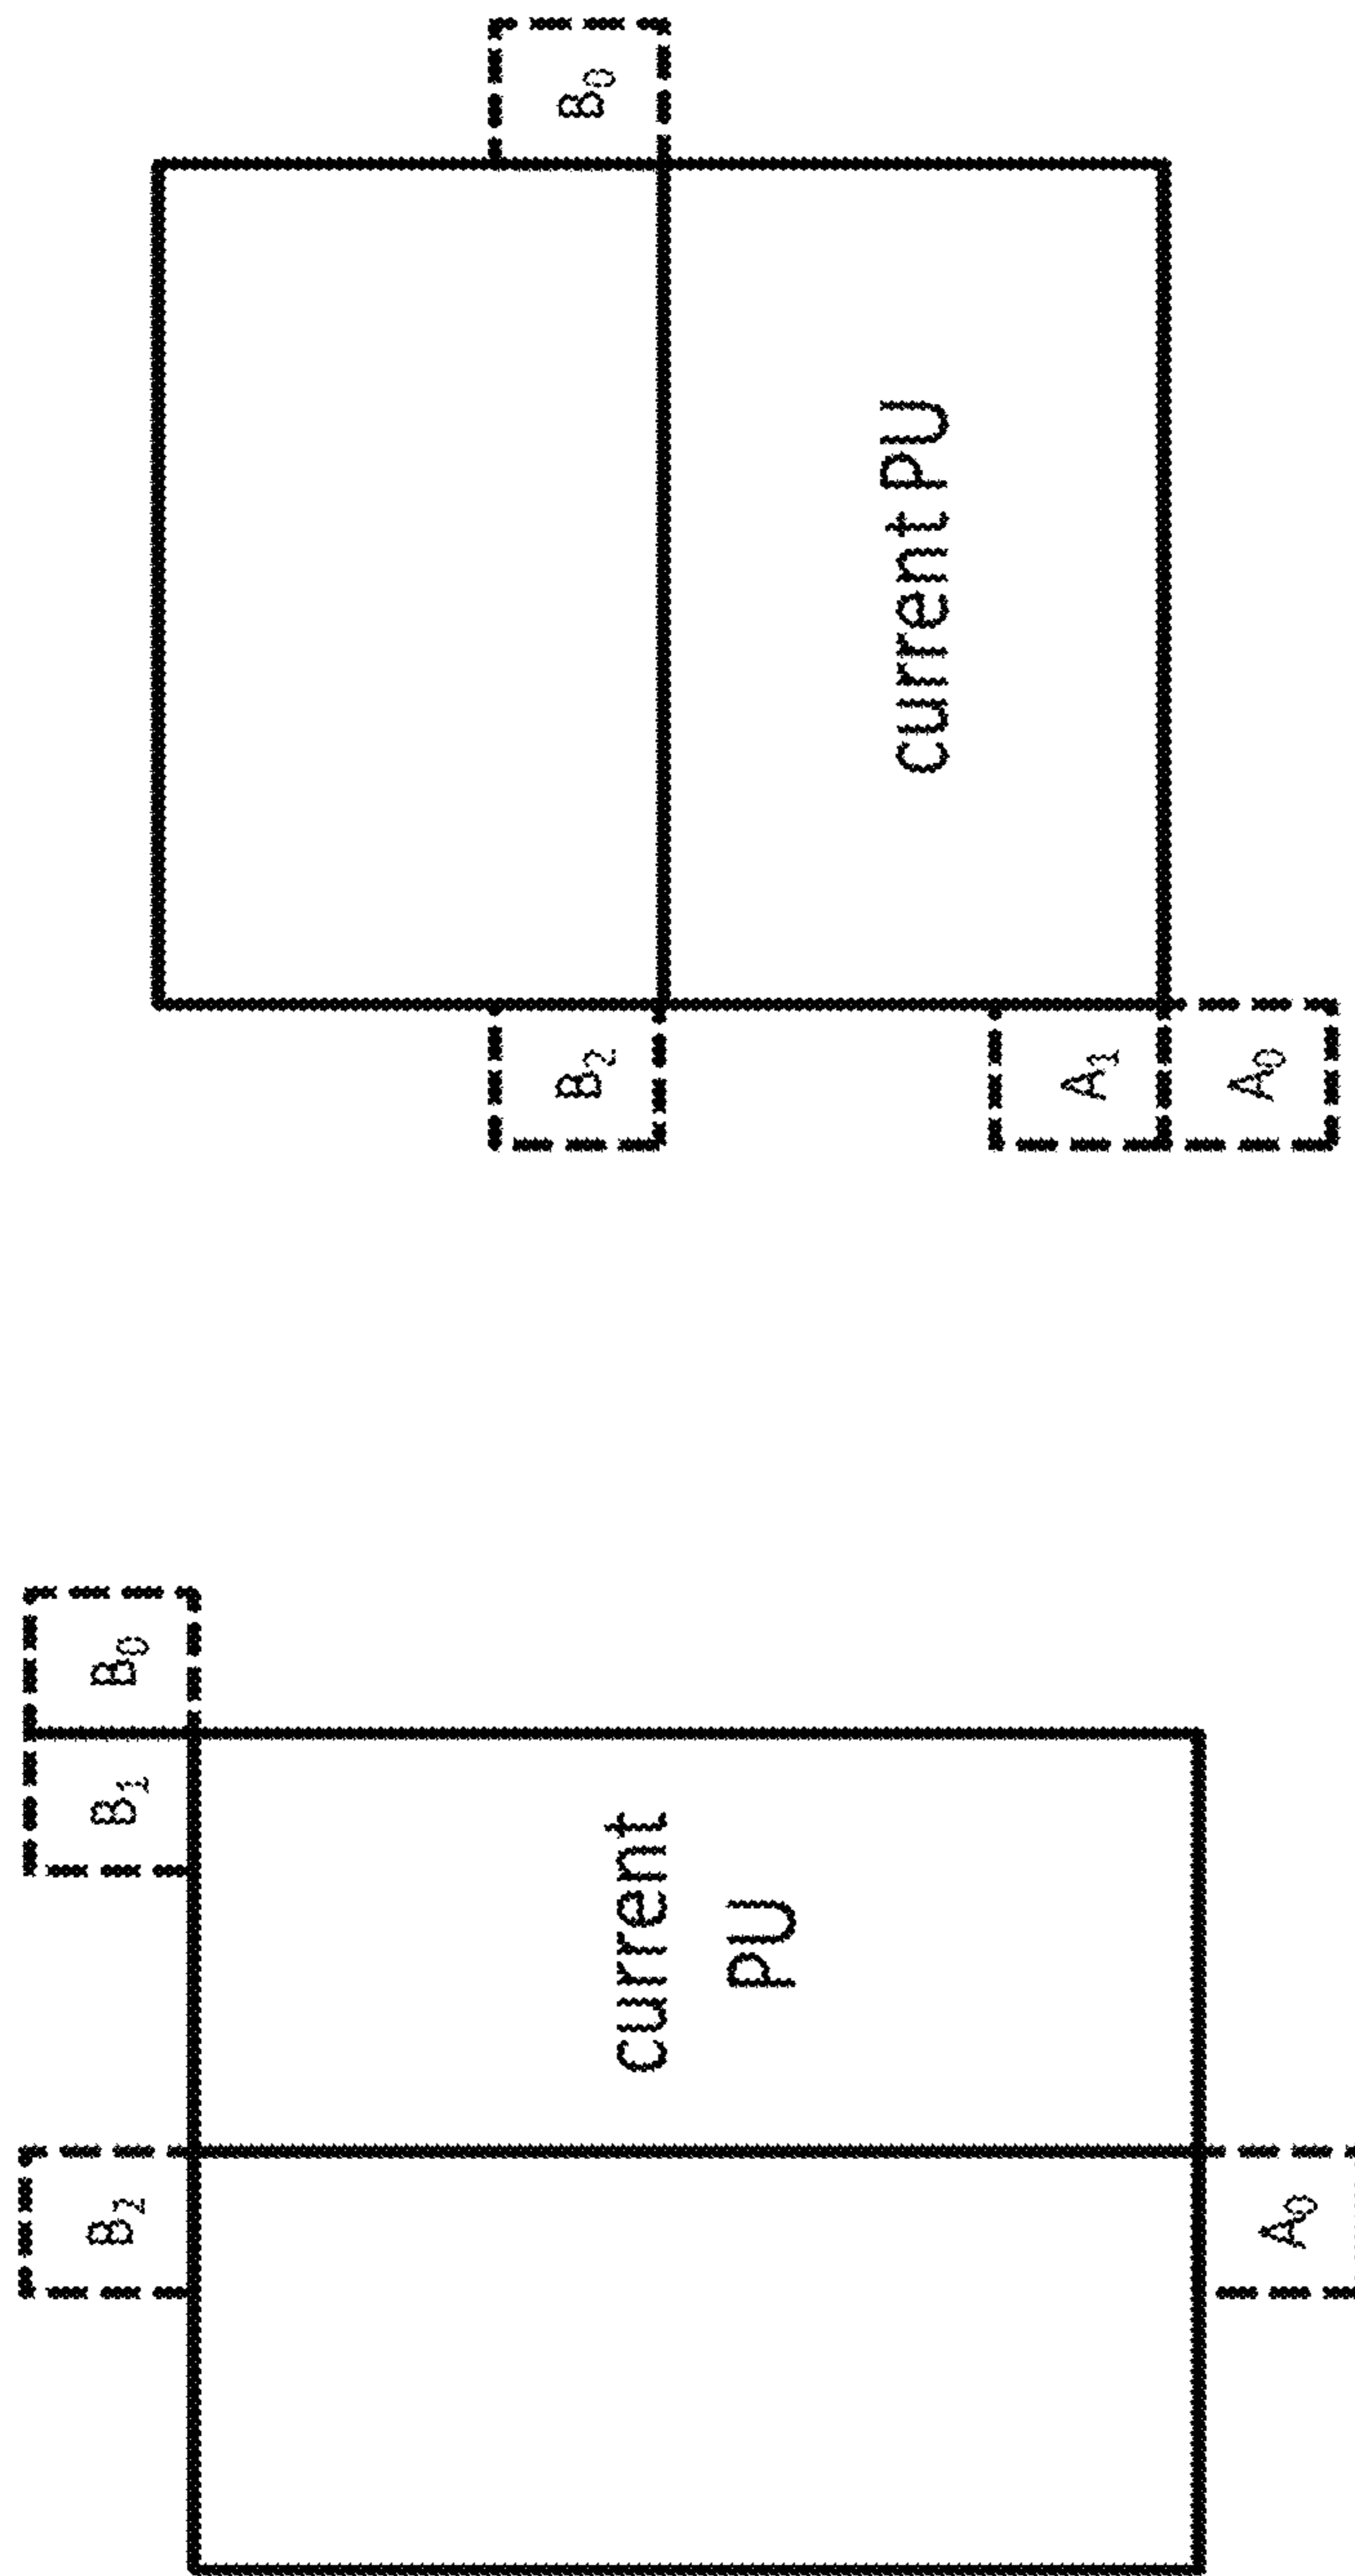 B₂
B₁
B₀
current
PU
A₀
B₂
B₀
current PU
A₁
A₀